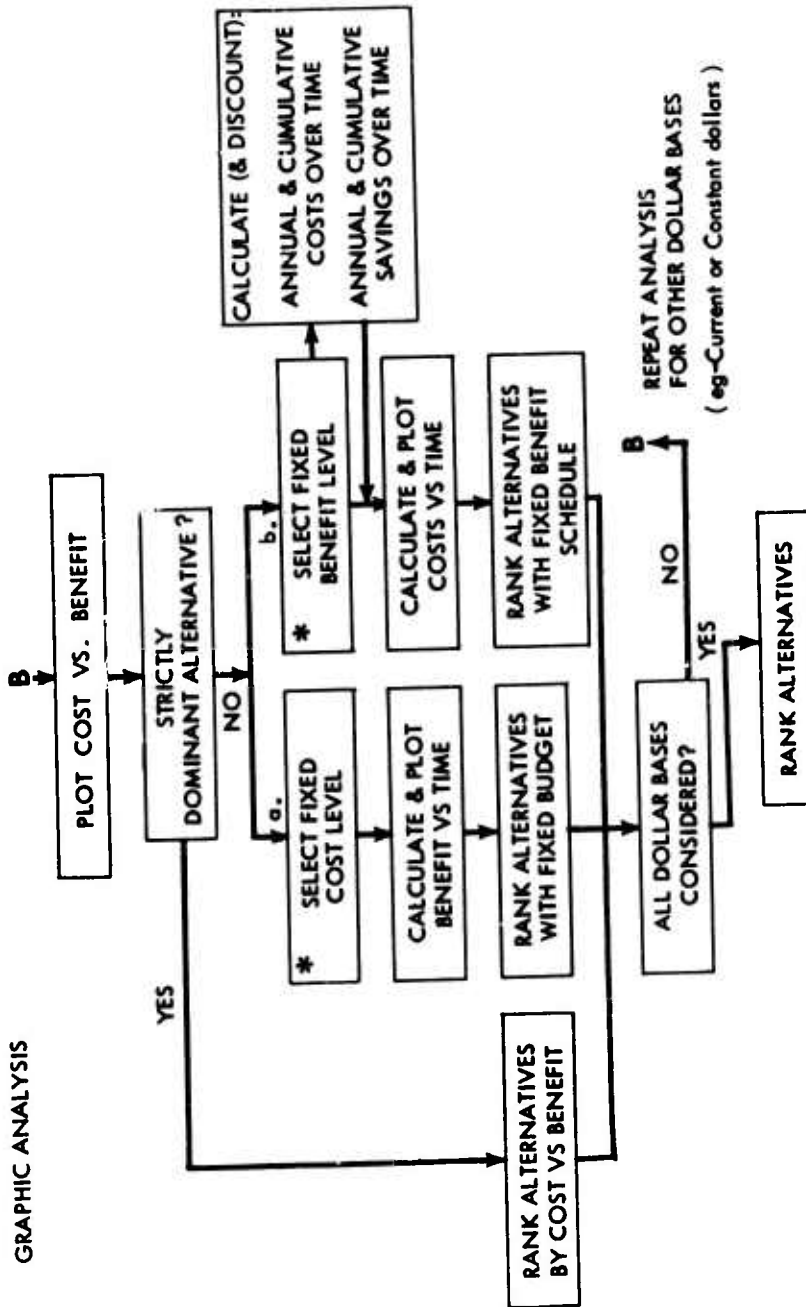 GRAPHIC ANALYSIS
B
PLOT COST VS. BENEFIT
STRICTLY
DOMINANT ALTERNATIVE ?
YES
NO
a.
b.
* SELECT FIXED
COST LEVEL
* SELECT FIXED
BENEFIT LEVEL
CALCULATE (& DISCOUNT):
ANNUAL & CUMULATIVE
COSTS OVER TIME
ANNUAL & CUMULATIVE
SAVINGS OVER TIME
CALCULATE & PLOT
BENEFIT VS TIME
CALCULATE & PLOT
COSTS VS TIME
RANK ALTERNATIVES
BY COST VS BENEFIT
RANK ALTERNATIVES
WITH FIXED BUDGET
RANK ALTERNATIVES
WITH FIXED BENEFIT
SCHEDULE
ALL DOLLAR BASES
CONSIDERED?
NO
B
REPEAT ANALYSIS
FOR OTHER DOLLAR BASES
( eg-Current or Constant dollars )
YES
RANK ALTERNATIVES